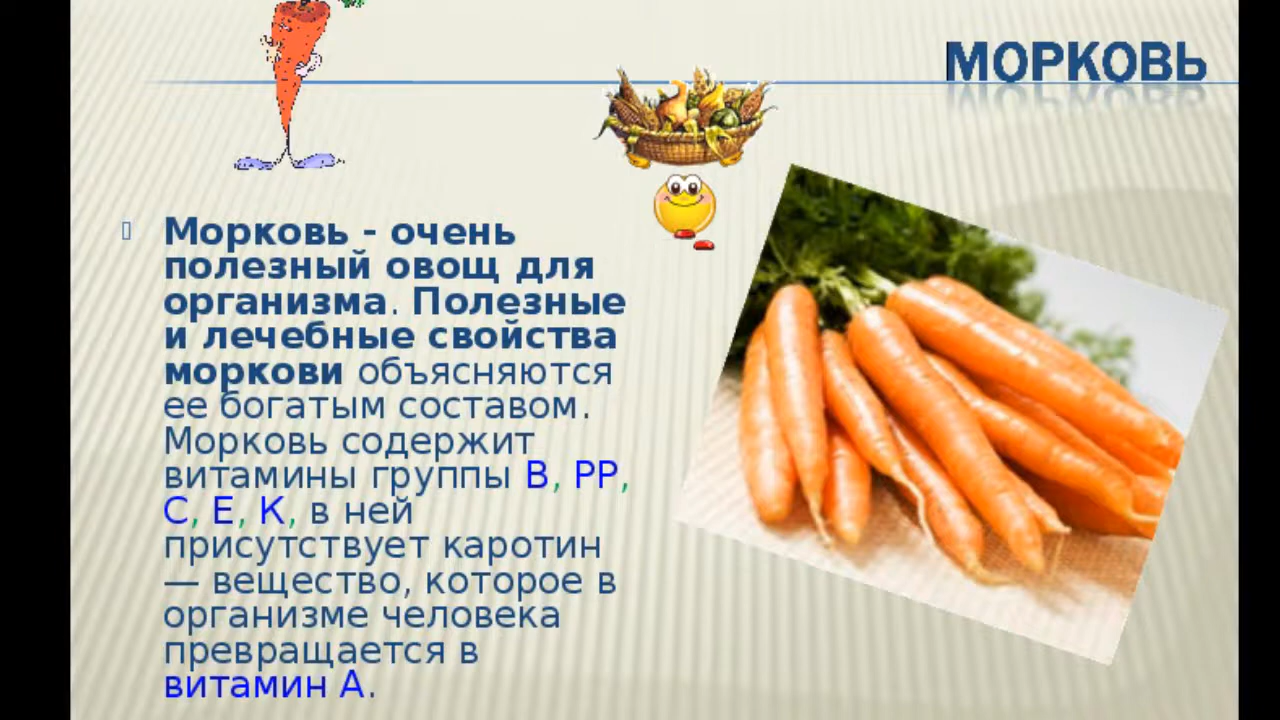 МОРКОВЬ
Морковь - очень
полезный овощ для
организма. Полезные
и лечебные свойства
моркови объясняются
ее богатым составом.
Морковь содержит
витамины группы В, РР,
С, Е, К, в ней
присутствует каротин
— вещество, которое в
организме человека
превращается в
витамин А.